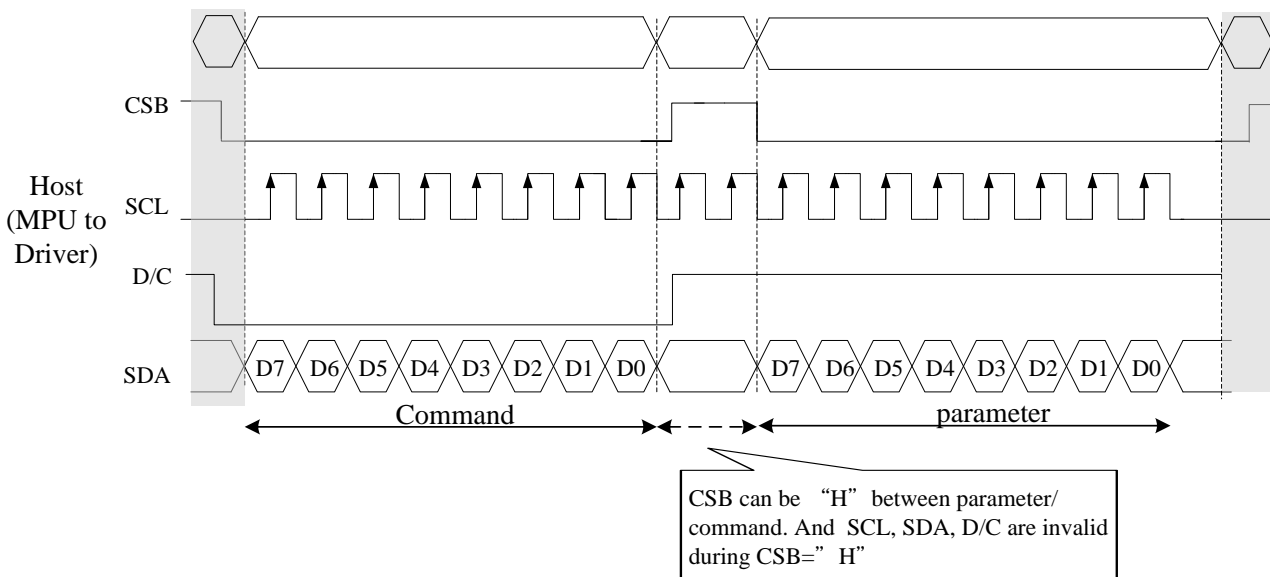 CSB
Host
(MPU to
Driver)
SCL
D/C
SDA
D7 D6 D5 D4 D3 D2 D1 D0 D7 D6 D5 D4 D3 D2 D1 D0
Command parameter
CSB can be “H” between parameter/
command. And SCL, SDA, D/C are invalid
during CSB=”H”